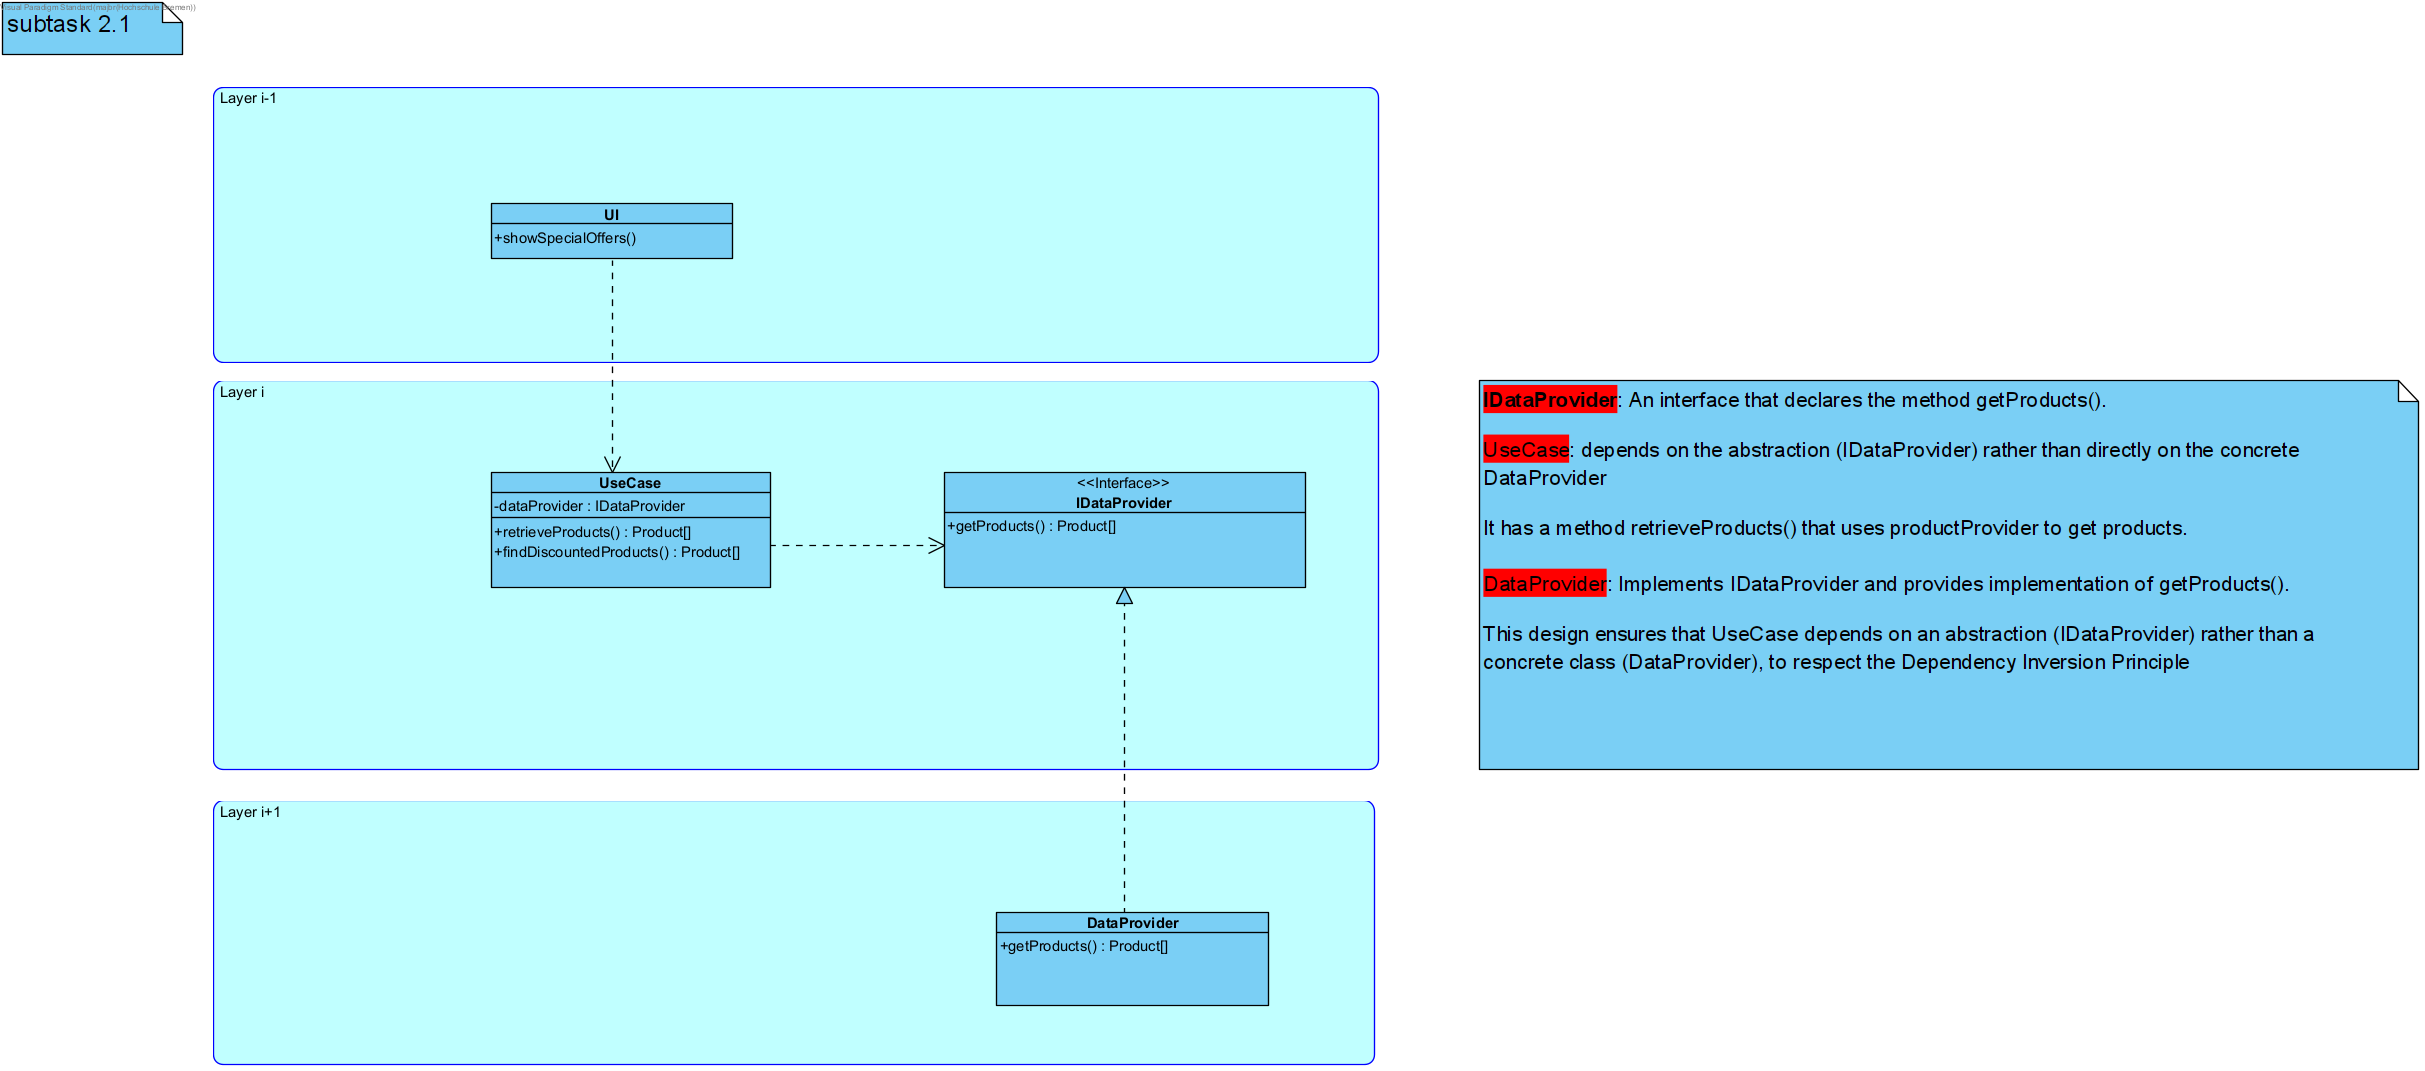 Visual Paradigm Standard(major(Hochschule Bremen))
subtask 2.1
Layer i-1
UI
+showSpecialOffers()
Layer i
UseCase
-dataProvider : IDataProvider
+retrieveProducts() : Product[]
+findDiscountedProducts() : Product[]
<<Interface>>
IDataProvider
+getProducts() : Product[]
Layer i+1
DataProvider
+getProducts() : Product[]
IDataProvider: An interface that declares the method getProducts().
UseCase: depends on the abstraction (IDataProvider) rather than directly on the concrete
DataProvider
It has a method retrieveProducts() that uses productProvider to get products.
DataProvider: Implements IDataProvider and provides implementation of getProducts().
This design ensures that UseCase depends on an abstraction (IDataProvider) rather than a
concrete class (DataProvider), to respect the Dependency Inversion Principle